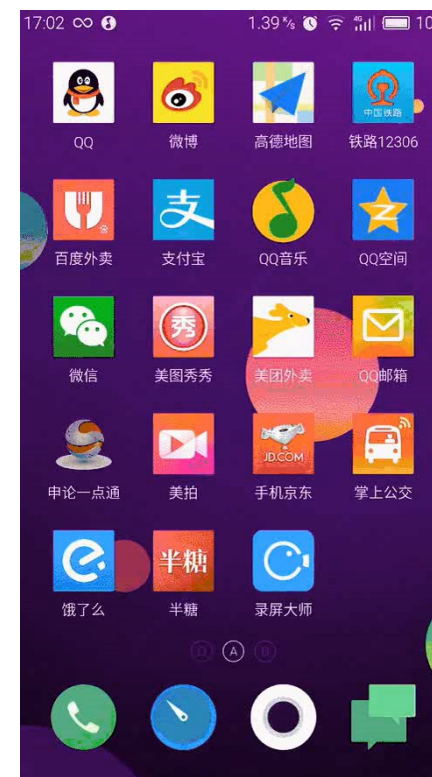 17:02 1.39 K/s 4G 10
中国铁路
QQ 微博 高德地图 铁路12306
百度外卖 支付宝 QQ音乐 QQ空间
秀
微信 美图秀秀 美团外卖 QQ邮箱
JD.COM
申论一点通 美拍 手机京东 掌上公交
半糖
饿了么 半糖 录屏大师
D A B